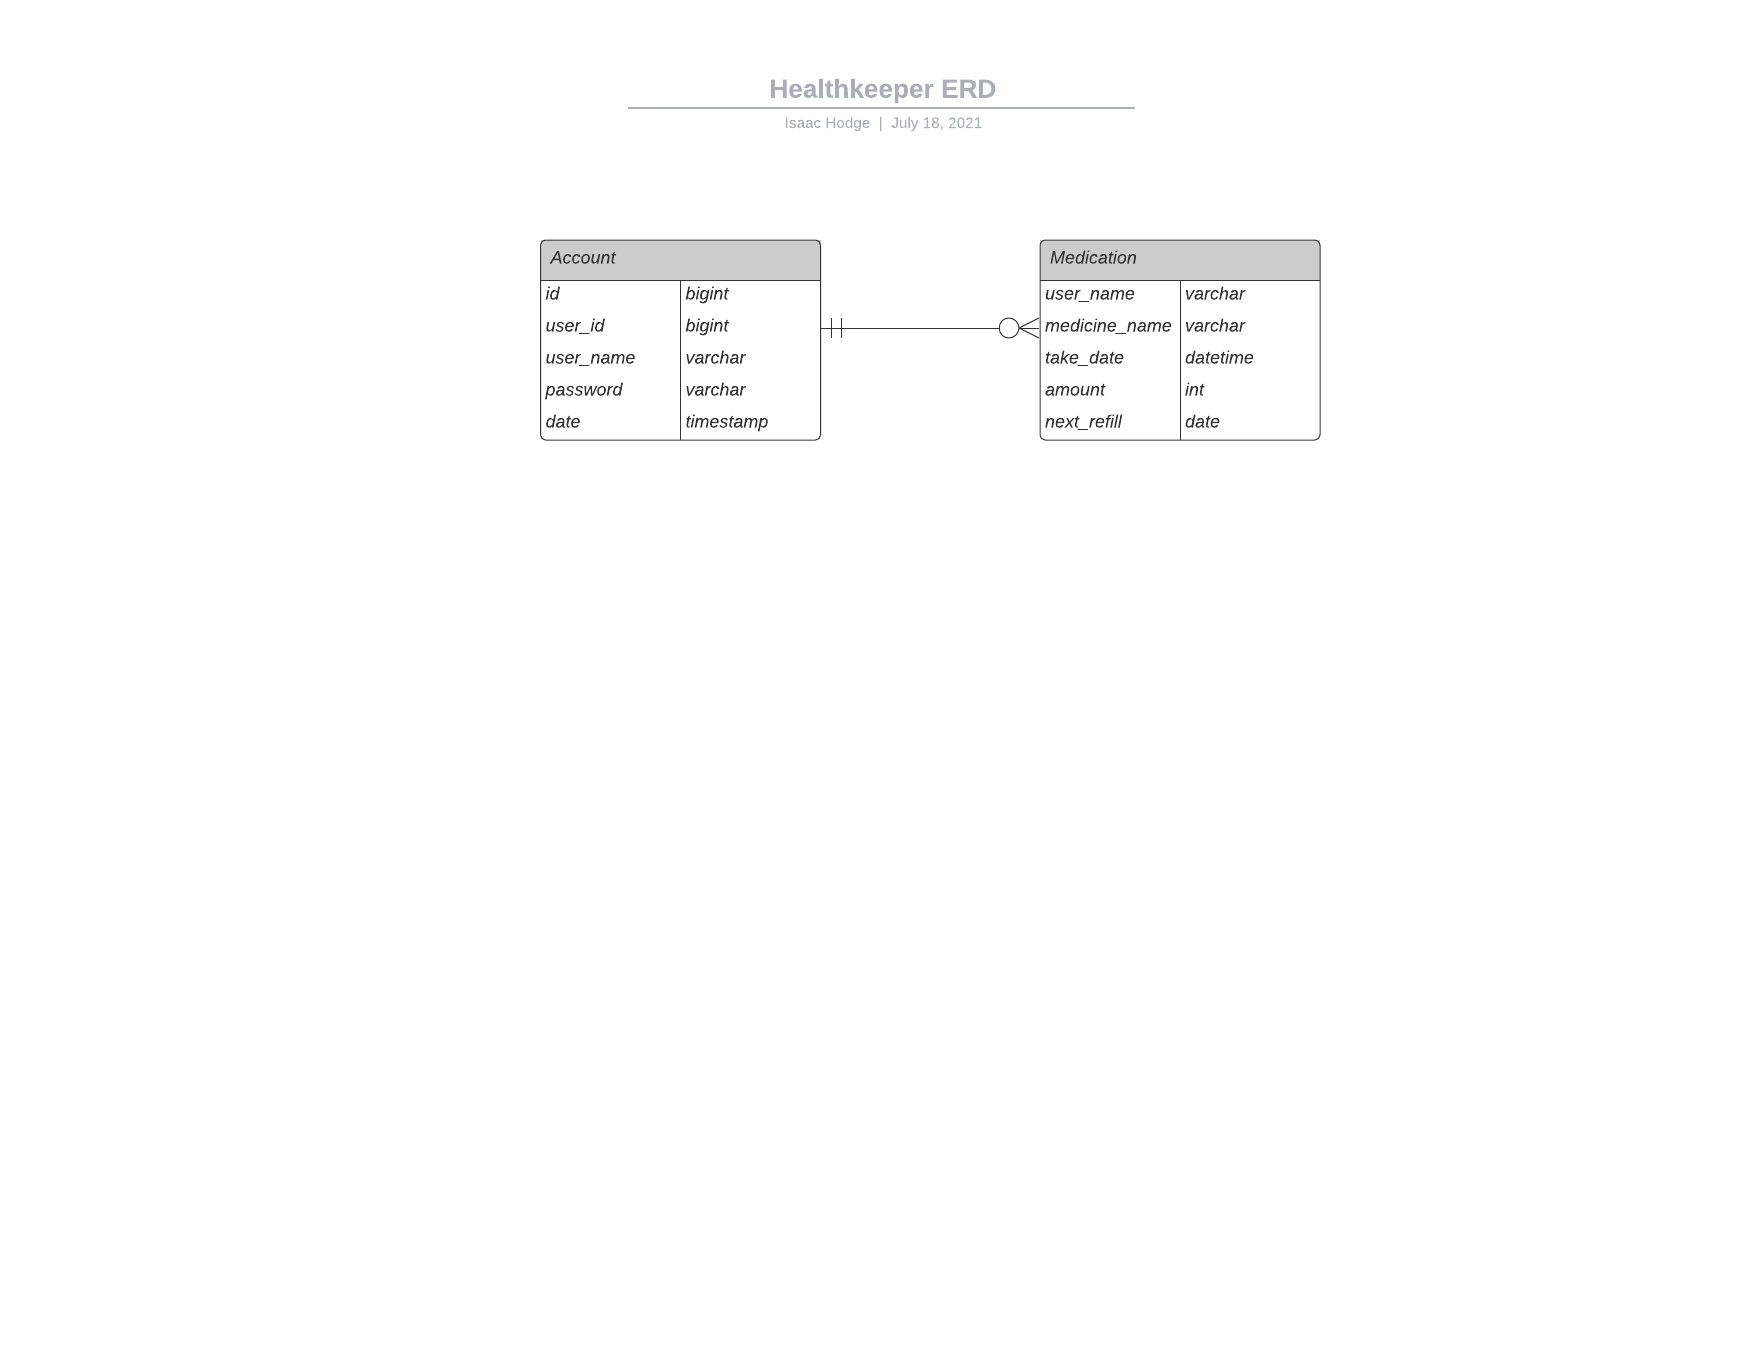 Healthkeeper ERD
Isaac Hodge | July 18, 2021
Account
id bigint
user_id bigint
user_name varchar
password varchar
date timestamp
Medication
user_name varchar
medicine_name varchar
take_date datetime
amount int
next_refill date